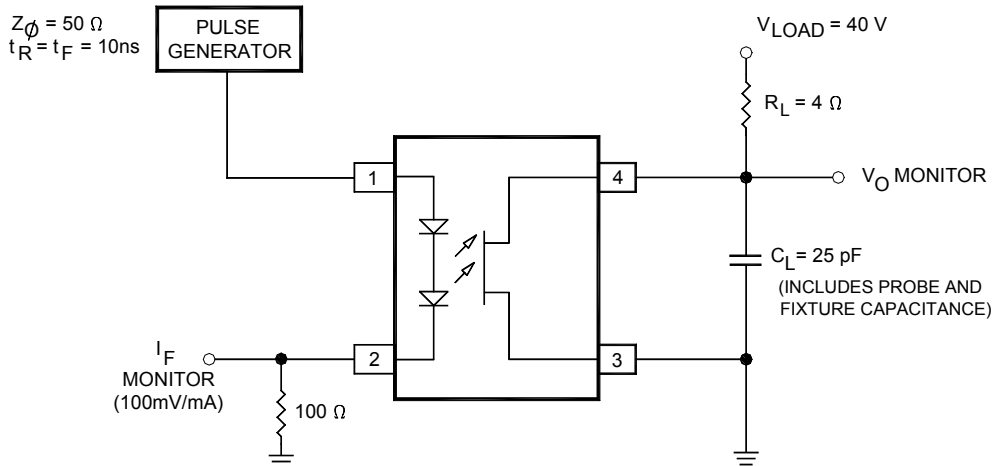 Z∅ = 50 Ω
tR = tF = 10ns
PULSE
GENERATOR
VLOAD = 40 V
RL = 4 Ω
1
4
VO MONITOR
CL = 25 pF
(INCLUDES PROBE AND
FIXTURE CAPACITANCE)
IF
MONITOR
(100mV/mA)
2
3
100 Ω